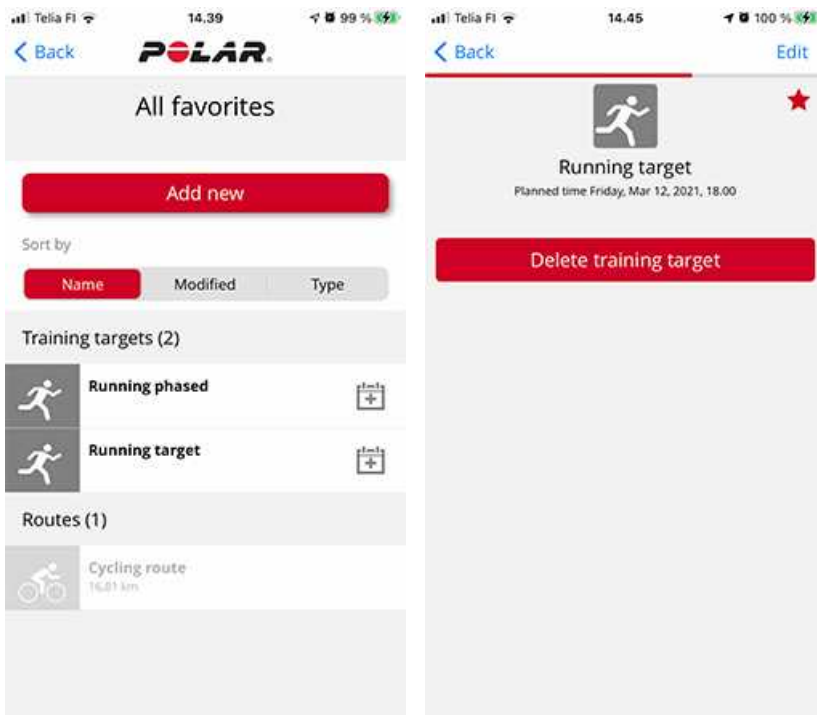 Telia FI 14.39 99 %
Back POLAR.
All favorites
Add new
Sort by
Name Modified Type
Training targets (2)
Running phased
Running target
Routes (1)
Cycling route
16,01 km
Telia FI 14.45 100 %
Back Edit
Running target
Planned time Friday, Mar 12, 2021, 18.00
Delete training target